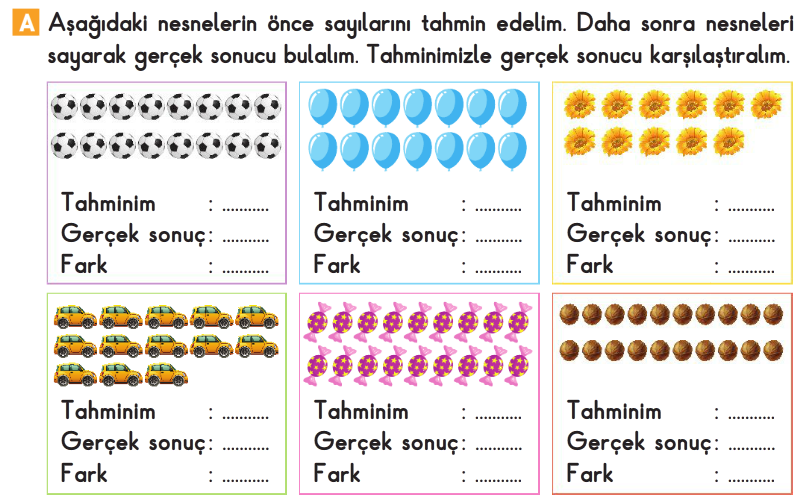 A Aşağıdaki nesnelerin önce sayılarını tahmin edelim. Daha sonra nesneleri
sayarak gerçek sonucu bulalım. Tahminimizle gerçek sonucu karşılaştıralım.
Tahminim : ...........
Gerçek sonuç: ...........
Fark : ...........
Tahminim : ...........
Gerçek sonuç: ...........
Fark : ...........
Tahminim : ...........
Gerçek sonuç: ...........
Fark : ...........
Tahminim : ...........
Gerçek sonuç: ...........
Fark : ...........
Tahminim : ...........
Gerçek sonuç: ...........
Fark : ...........
Tahminim : ...........
Gerçek sonuç: ...........
Fark : ...........